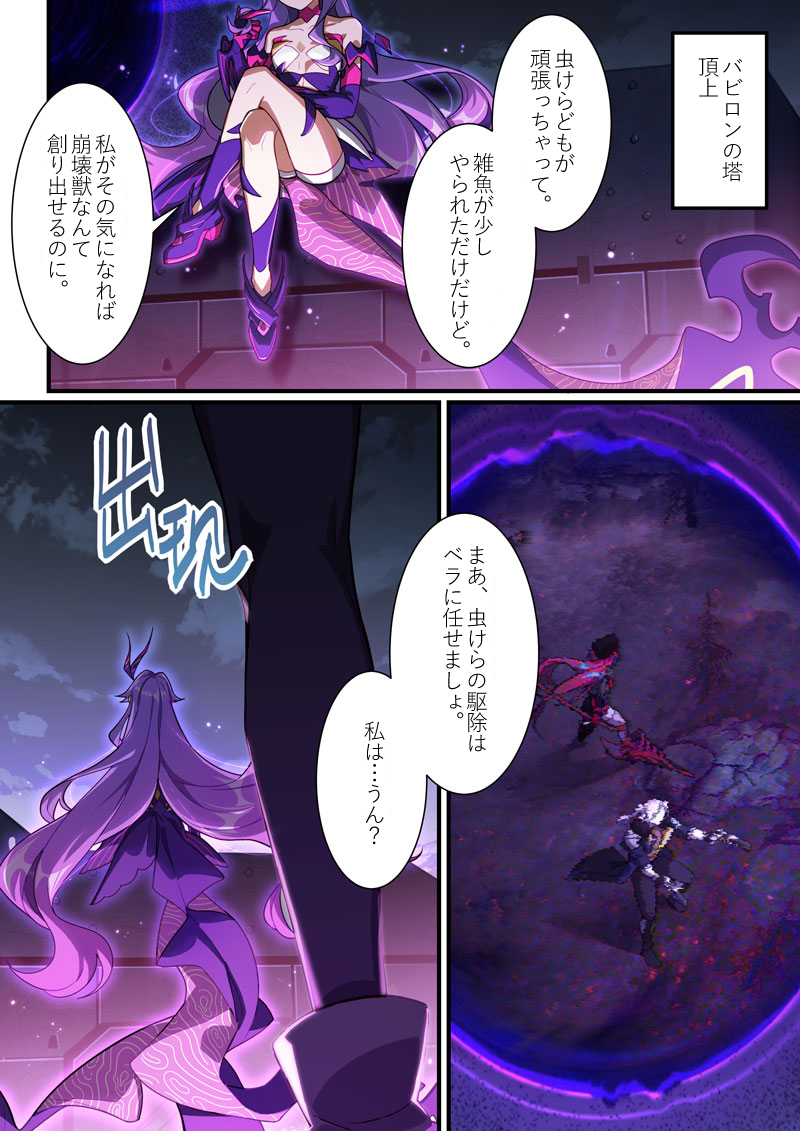 バビロンの塔
頂上
虫けらどもが
頑張っちゃって。
雑魚が少し
やられただけだけど。
私がその気になれば
崩壊獣なんて
創り出せるのに。
まあ、虫けらの駆除は
ベラに任せましょ。
私は…うん？
出現